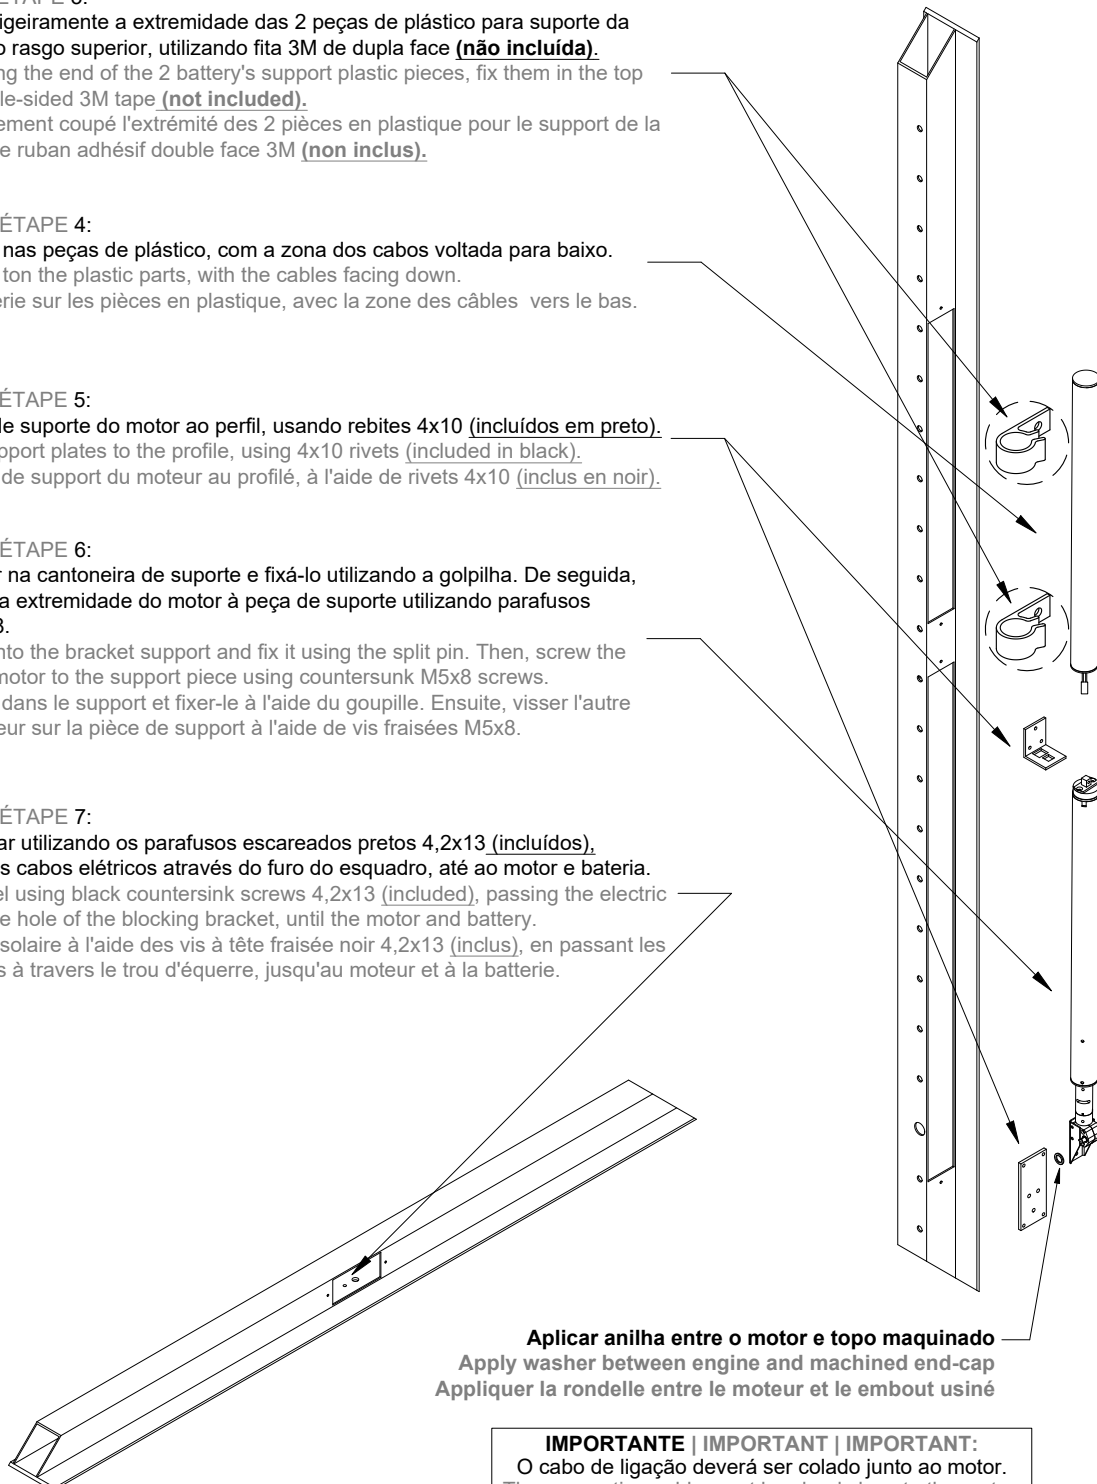 igeiramente a extremidade das 2 peças de plástico para suporte da
o rasgo superior, utilizando fita 3M de dupla face (não incluída).
ng the end of the 2 battery's support plastic pieces, fix them in the top
le-sided 3M tape (not included).
ement coupé l'extrémité des 2 pièces en plastique pour le support de la
e ruban adhésif double face 3M (non inclus).
ÉTAPE 4:
nas peças de plástico, com a zona dos cabos voltada para baixo.
ton the plastic parts, with the cables facing down.
erie sur les pièces en plastique, avec la zone des câbles vers le bas.
ÉTAPE 5:
de suporte do motor ao perfil, usando rebites 4x10 (incluídos em preto).
pport plates to the profile, using 4x10 rivets (included in black).
de support du moteur au profilé, à l'aide de rivets 4x10 (inclus en noir).
ÉTAPE 6:
r na cantoneira de suporte e fixá-lo utilizando a golpilha. De seguida,
a extremidade do motor à peça de suporte utilizando parafusos
8.
nto the bracket support and fix it using the split pin. Then, screw the
motor to the support piece using countersunk M5x8 screws.
dans le support et fixer-le à l'aide du goupille. Ensuite, visser l'autre
eur sur la pièce de support à l'aide de vis fraisées M5x8.
ÉTAPE 7:
ar utilizando os parafusos escareados pretos 4,2x13 (incluídos),
s cabos elétricos através do furo do esquadro, até ao motor e bateria.
el using black countersink screws 4,2x13 (included), passing the electric
e hole of the blocking bracket, until the motor and battery.
solaire à l'aide des vis à tête fraisée noir 4,2x13 (inclus), en passant les
s à travers le trou d'équerre, jusqu'au moteur et à la batterie.
Aplicar anilha entre o motor e topo maquinado
Apply washer between engine and machined end-cap
Appliquer la rondelle entre le moteur et le embout usiné
IMPORTANTE | IMPORTANT | IMPORTANT:
O cabo de ligação deverá ser colado junto ao motor.